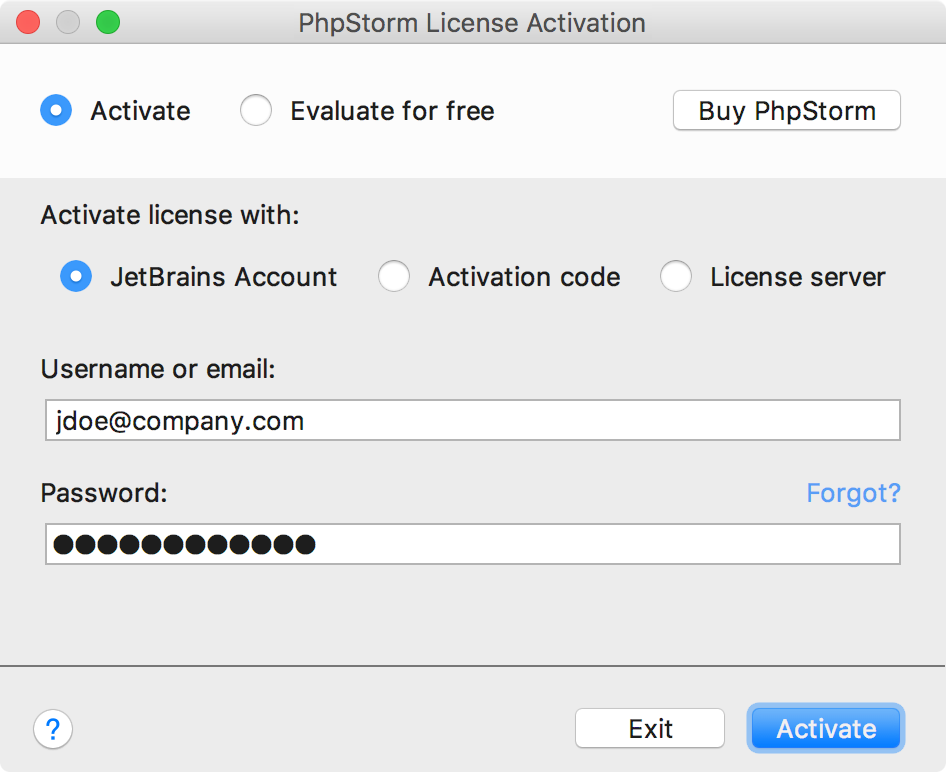 PhpStorm License Activation
Activate Evaluate for free Buy PhpStorm
Activate license with:
JetBrains Account Activation code License server
Username or email:
jdoe@company.com
Password: Forgot?
●●●●●●●●●●●●
? Exit Activate